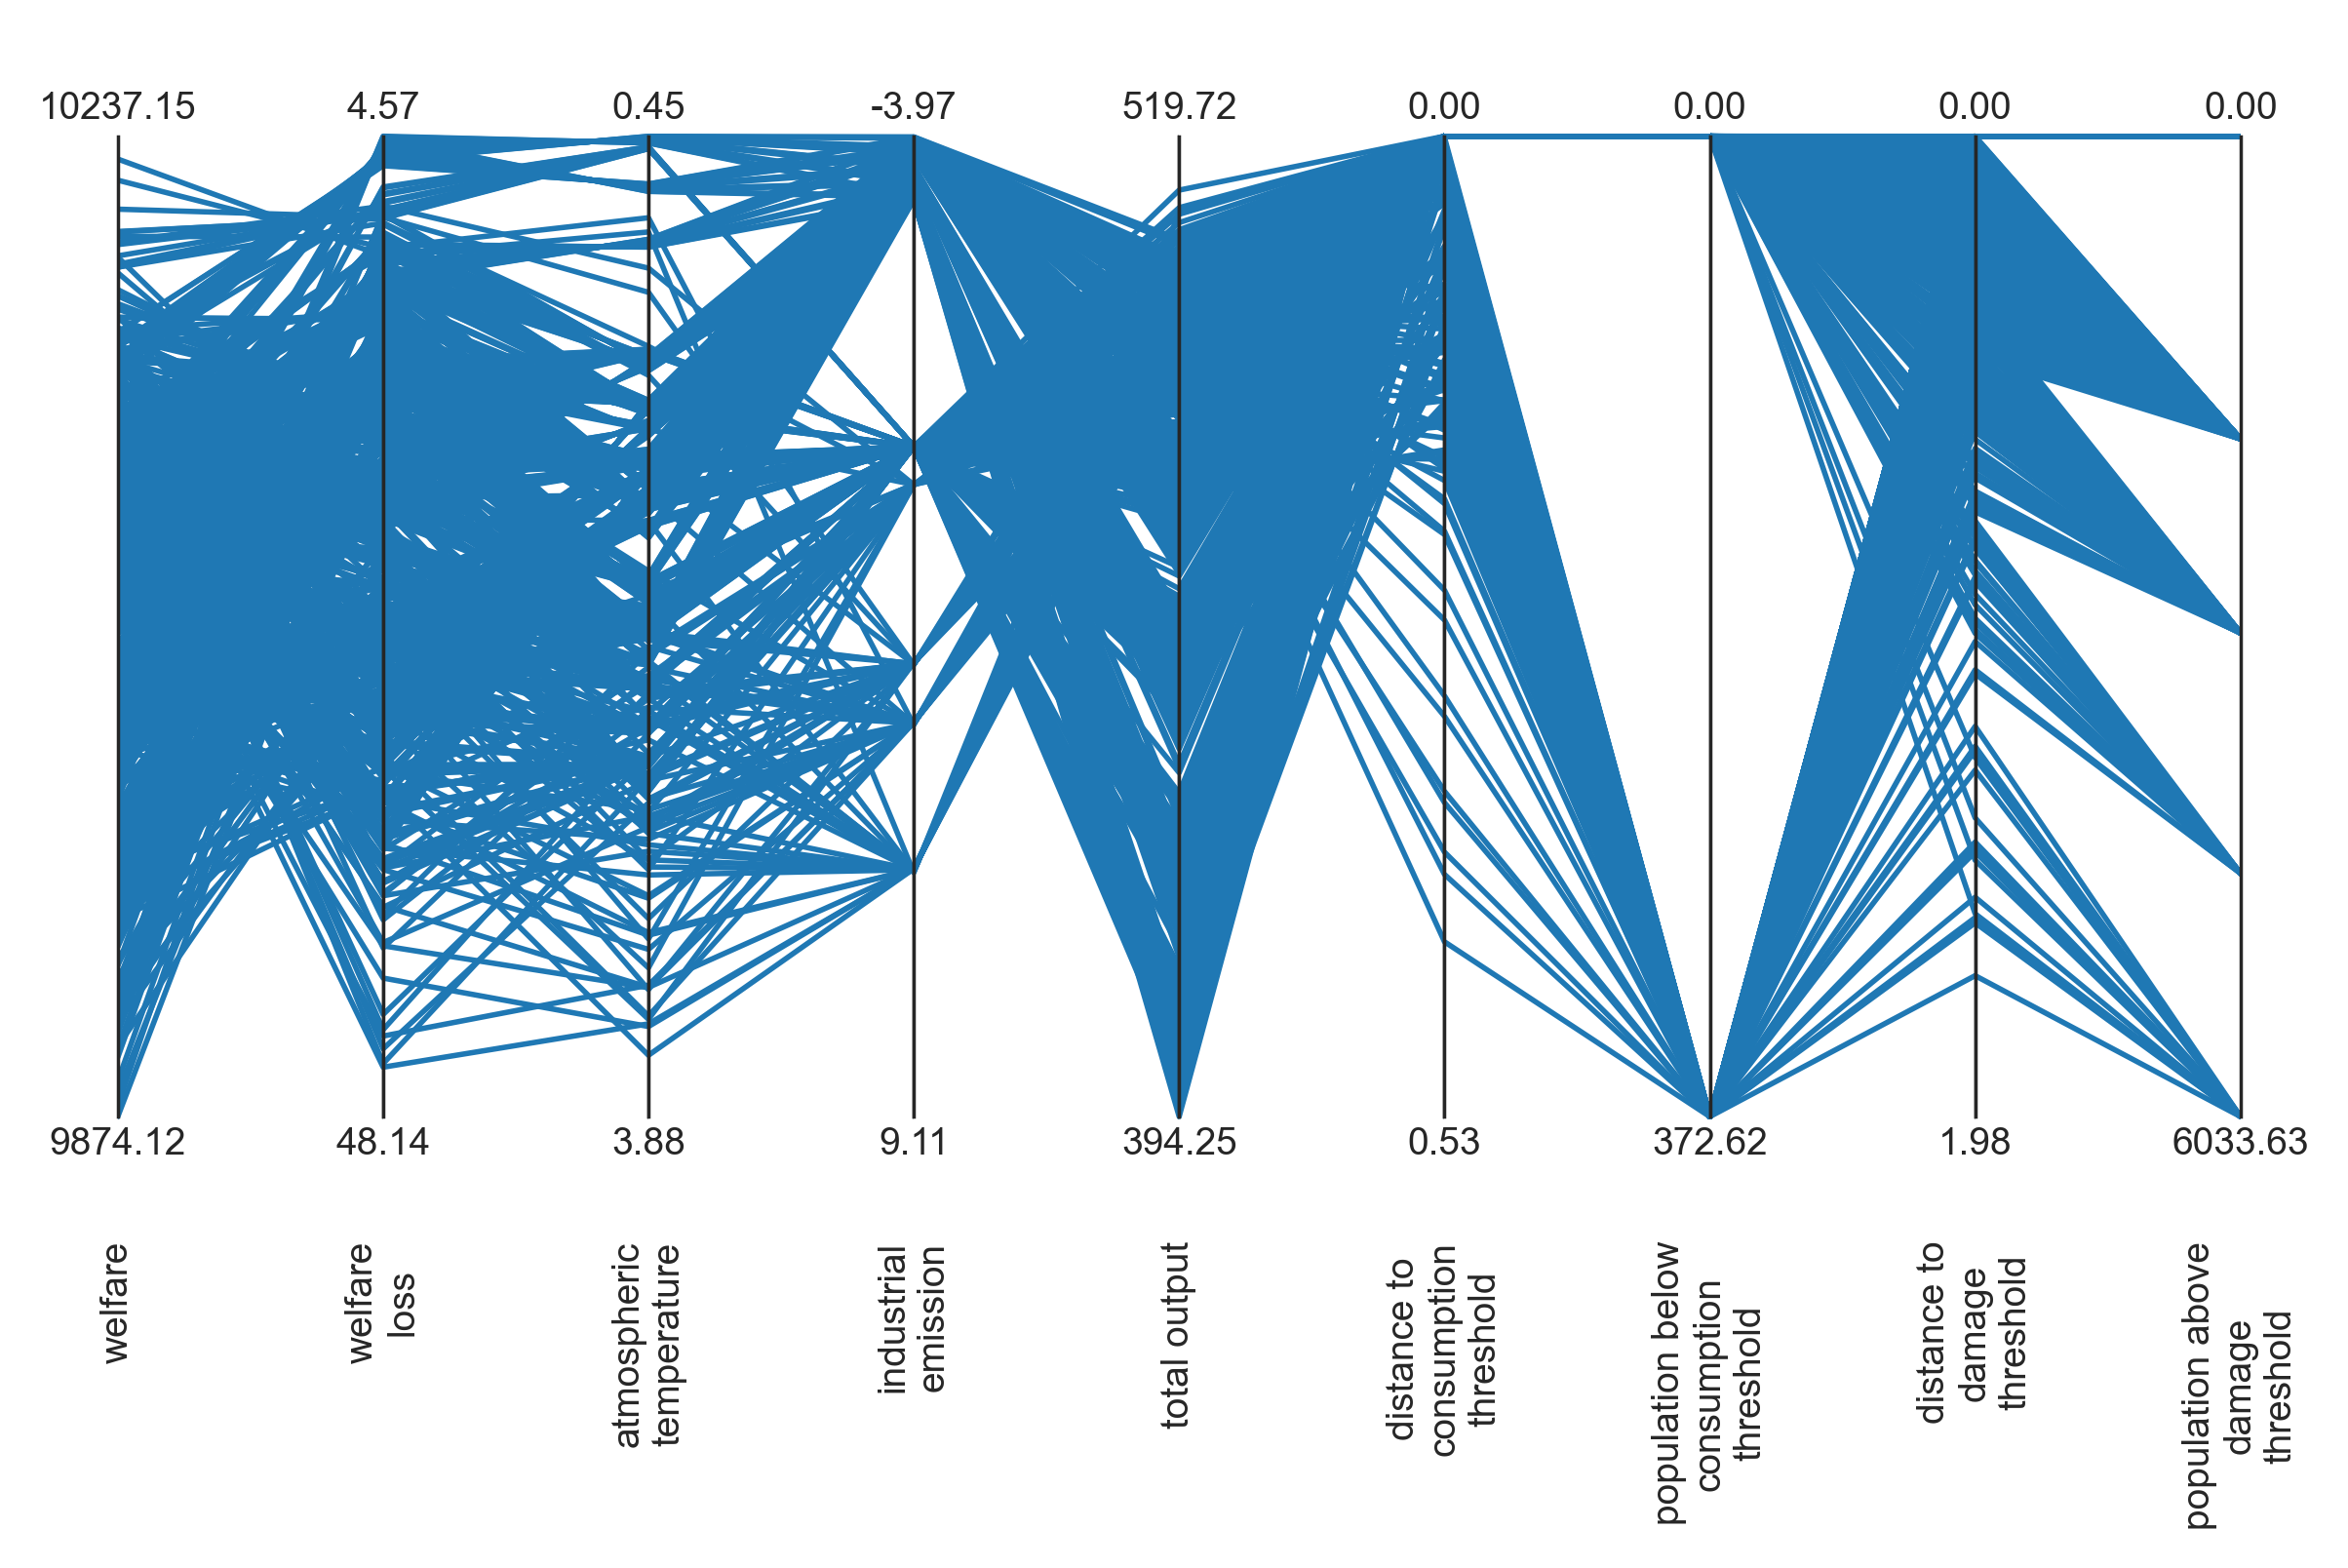 10237.15 4.57 0.45 -3.97 519.72 0.00 0.00 0.00 0.00
9874.12 48.14 3.88 9.11 394.25 0.53 372.62 1.98 6033.63
welfare
welfare
loss
atmospheric
temperature
industrial
emission
total output
distance to
consumption
threshold
population below
consumption
threshold
distance to
damage
threshold
population above
damage
threshold